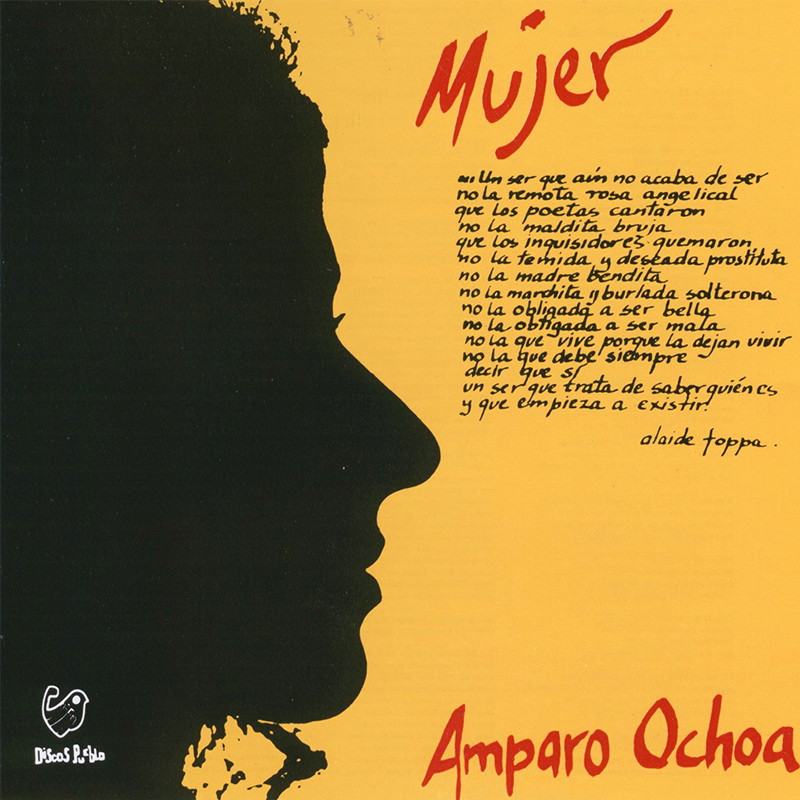 Mujer
...Un ser que aún no acaba de ser
no la remota rosa angelical
que los poetas cantaron
no la maldita bruja
que los inquisidores quemaron
no la temida y deseada prostituta
no la madre bendita
no la marchita y burlada solterona
no la obligada a ser bella
no la obligada a ser mala
no la que vive porque la dejan vivir
no la que debe siempre
decir que sí
un ser que trata de saber quién es
y que empieza a existir.
alaide foppa.
Discos Pueblo
Amparo Ochoa